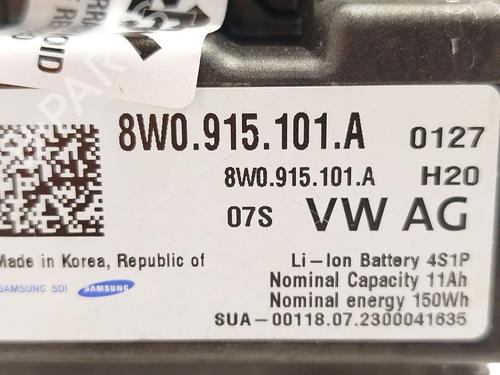 8W0.915.101.A 0127
8W0.915.101.A H20
07S VW AG
Made in Korea, Republic of
Li-Ion Battery 4S1P
SAMSUNG SDI SAMSUNG
Nominal Capacity 11Ah
Nominal energy 150Wh
SUA-00118.07.2300041635